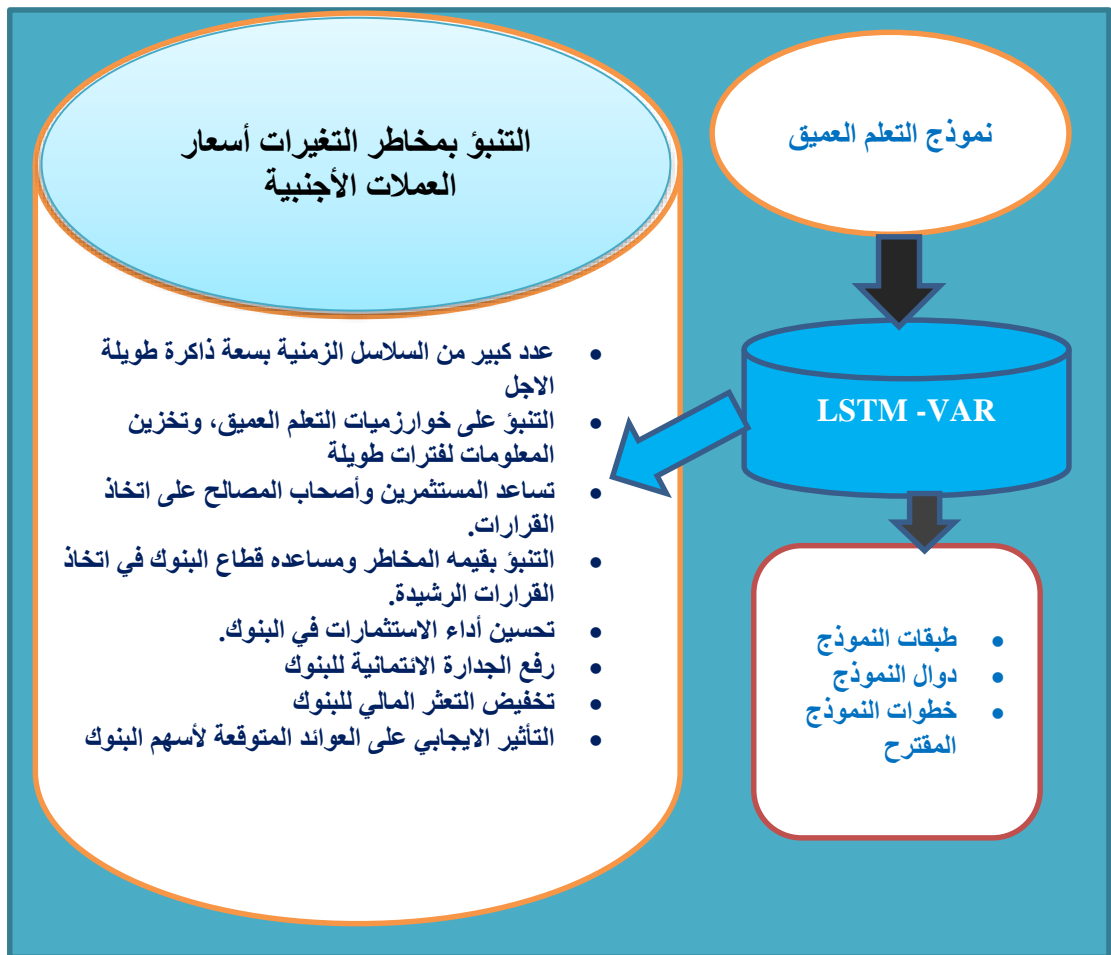 نموذج التعلم العميق
LSTM -VAR
• طبقات النموذج
• دوال النموذج
• خطوات النموذج
المقترح
التنبؤ بمخاطر التغيرات أسعار
العملات الأجنبية
• عدد كبير من السلاسل الزمنية بسعة ذاكرة طويلة
الاجل
• التنبؤ على خوارزميات التعلم العميق، وتخزين
المعلومات لفترات طويلة
• تساعد المستثمرين وأصحاب المصالح على اتخاذ
القرارات.
• التنبؤ بقيمه المخاطر ومساعده قطاع البنوك في اتخاذ
القرارات الرشيدة.
• تحسين أداء الاستثمارات في البنوك.
• رفع الجدارة الائتمانية للبنوك
• تخفيض التعثر المالي للبنوك
• التأثير الايجابي على العوائد المتوقعة لأسهم البنوك